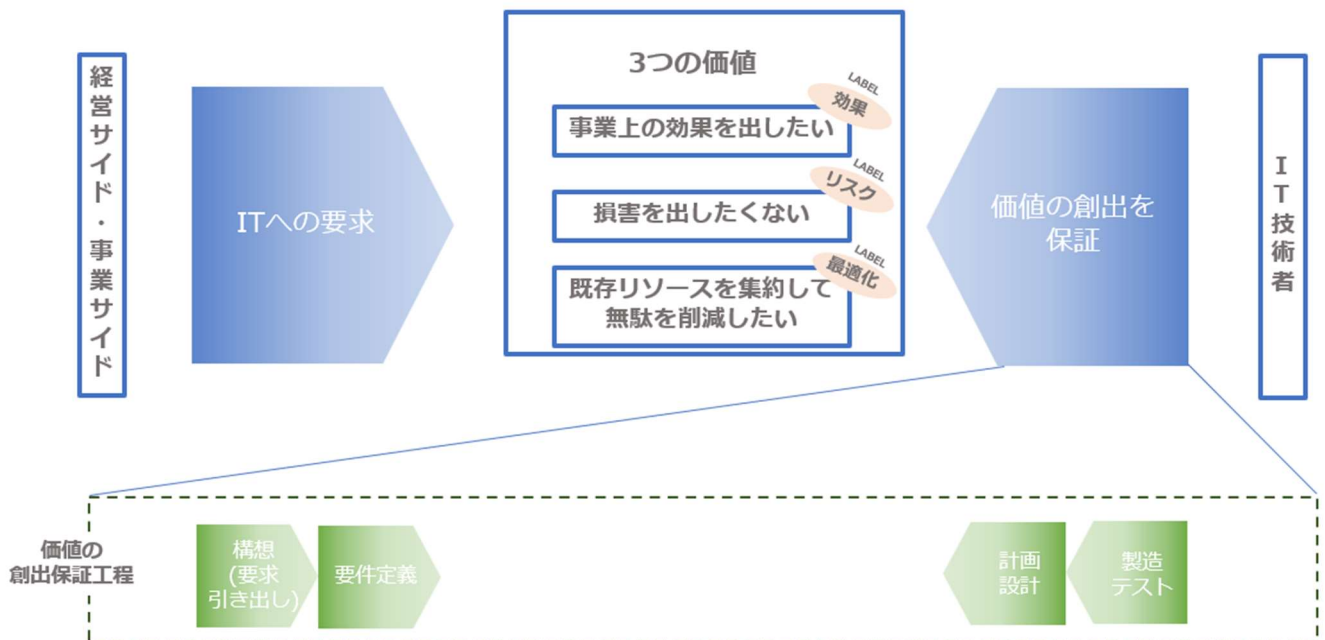 経営サイド・事業サイド
ITへの要求
3つの価値
LABEL
効果
事業上の効果を出したい
LABEL
リスク
損害を出したくない
LABEL
最適化
既存リソースを集約して
無駄を削減したい
価値の創出を
保証
IT技術者
価値の
創出保証工程
構想
(要求
引き出し)
要件定義
計画
設計
製造
テスト